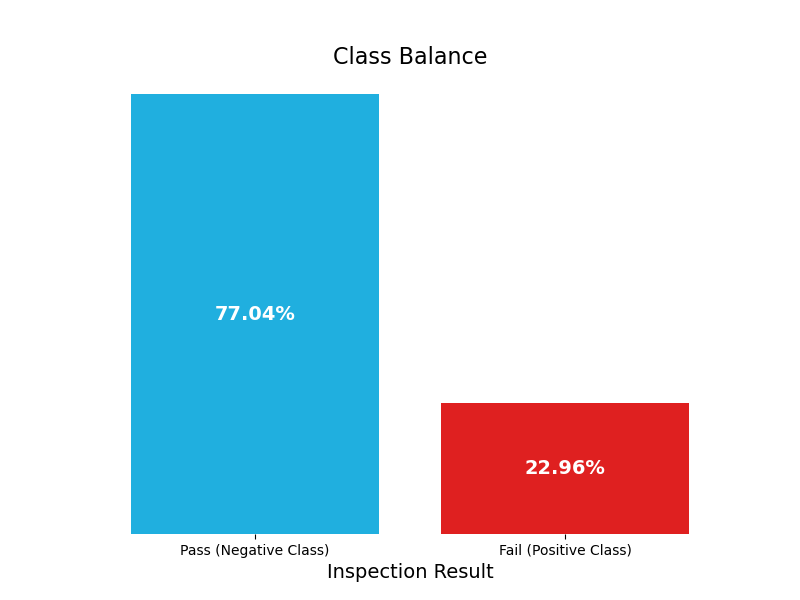 Class Balance
77.04%
22.96%
Pass (Negative Class)
Fail (Positive Class)
Inspection Result